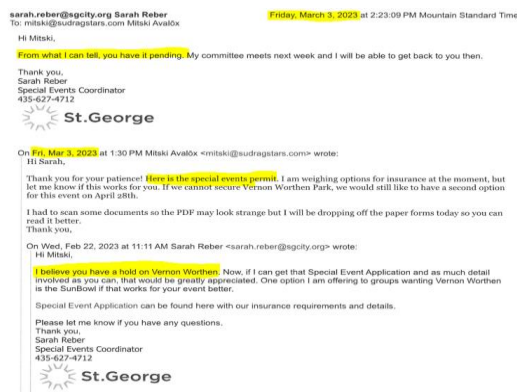 sarah.reber@sgcity.org Sarah Reber
Friday, March 3, 2023 at 2:23:09 PM Mountain Standard Time
To: mitski@sudragstars.com Mitski Avalōx
Hi Mitski,
From what I can tell, you have it pending. My committee meets next week and I will be able to get back to you then.
Thank you,
Sarah Reber
Special Events Coordinator
435-627-4712
St.George
On Fri, Mar 3, 2023 at 1:30 PM Mitski Avalōx <mitski@sudragstars.com> wrote:
Hi Sarah,
Thank you for your patience! Here is the special events permit. I am weighing options for insurance at the moment, but
let me know if this works for you. If we cannot secure Vernon Worthen Park, we would still like to have a second option
for this event on April 28th.
I had to scan some documents so the PDF may look strange but I will be dropping off the paper forms today so you can
read it better.
Thank you,
On Wed, Feb 22, 2023 at 11:11 AM Sarah Reber <sarah.reber@sgcity.org> wrote:
Hi Mitski,
I believe you have a hold on Vernon Worthen. Now, if I can get that Special Event Application and as much detail
involved as you can, that would be greatly appreciated. One option I am offering to groups wanting Vernon Worthen
is the SunBowl if that works for your event better.
Special Event Application can be found here with our insurance requirements and details.
Please let me know if you have any questions.
Thank you,
Sarah Reber
Special Events Coordinator
435-627-4712
St.George